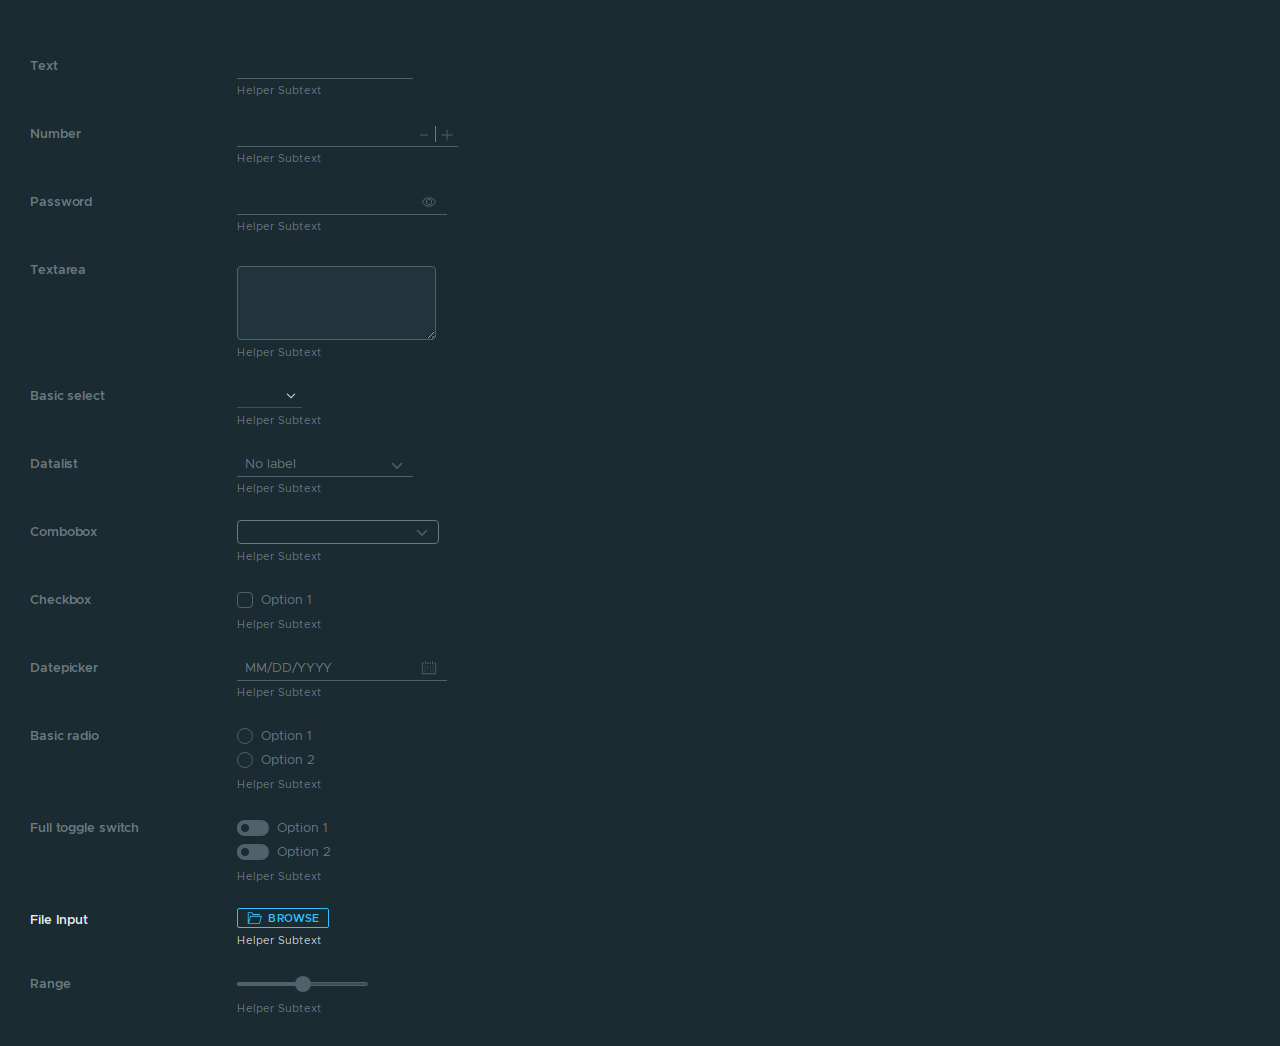 Text
Helper Subtext
Number
Helper Subtext
Password
Helper Subtext
Textarea
Helper Subtext
Basic select
Helper Subtext
Datalist No label
Helper Subtext
Combobox
Helper Subtext
Checkbox Option 1
Helper Subtext
Datepicker MM/DD/YYYY
Helper Subtext
Basic radio Option 1
Option 2
Helper Subtext
Full toggle switch Option 1
Option 2
Helper Subtext
File Input BROWSE
Helper Subtext
Range
Helper Subtext